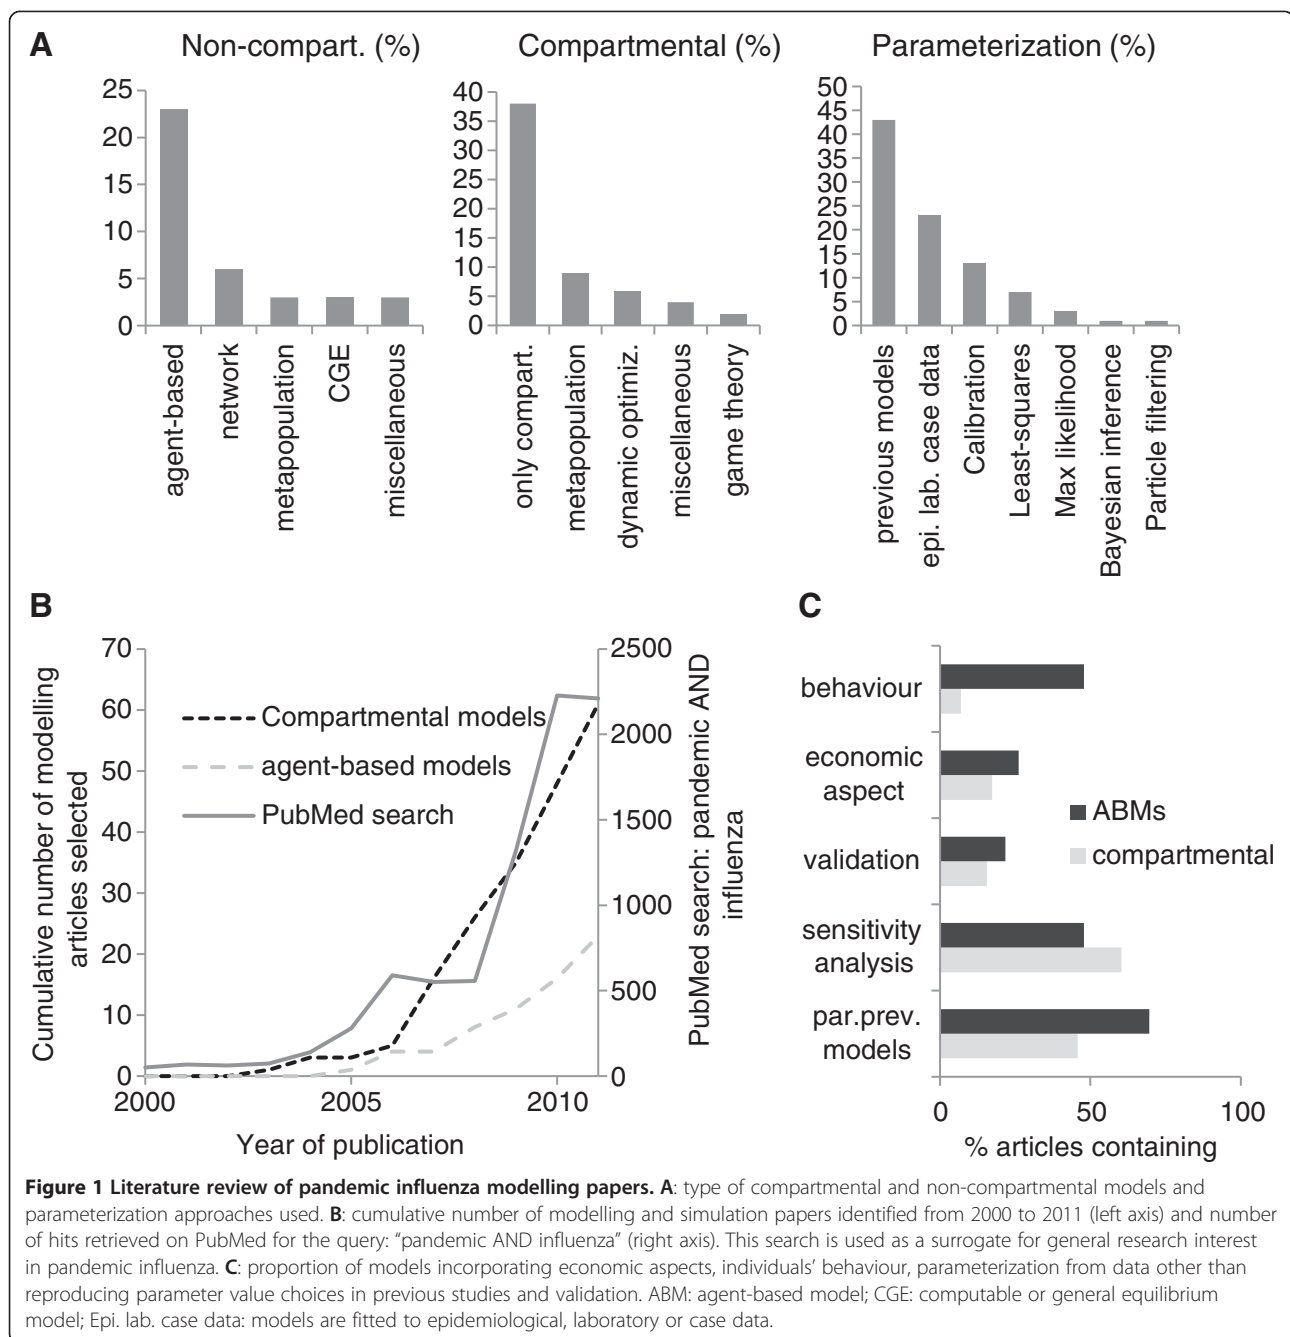 A
Non-compart. (%)
Compartmental (%)
Parameterization (%)
25
20
15
10
5
0
agent-based
network
metapopulation
CGE
miscellaneous
40
35
30
25
20
15
10
5
0
only compart.
metapopulation
dynamic optimiz.
miscellaneous
game theory
50
45
40
35
30
25
20
15
10
5
0
previous models
epi. lab. case data
Calibration
Least-squares
Max likelihood
Bayesian inference
Particle filtering
B
Cumulative number of modelling
articles selected
70
60
50
40
30
20
10
0
Compartmental models
agent-based models
PubMed search
2500
2000
1500
1000
500
0
PubMed search: pandemic AND
influenza
2000
2005
2010
Year of publication
C
behaviour
economic
aspect
validation
sensitivity
analysis
par.prev.
models
ABMs
compartmental
0
50
100
% articles containing
Figure 1 Literature review of pandemic influenza modelling papers. A: type of compartmental and non-compartmental models and
parameterization approaches used. B: cumulative number of modelling and simulation papers identified from 2000 to 2011 (left axis) and number
of hits retrieved on PubMed for the query: “pandemic AND influenza” (right axis). This search is used as a surrogate for general research interest
in pandemic influenza. C: proportion of models incorporating economic aspects, individuals’ behaviour, parameterization from data other than
reproducing parameter value choices in previous studies and validation. ABM: agent-based model; CGE: computable or general equilibrium
model; Epi. lab. case data: models are fitted to epidemiological, laboratory or case data.